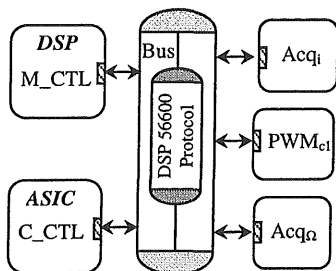 DSP
M_CTL
Bus
Acqi
DSP 56600
Protocol
PWMc1
ASIC
C_CTL
AcqΩ